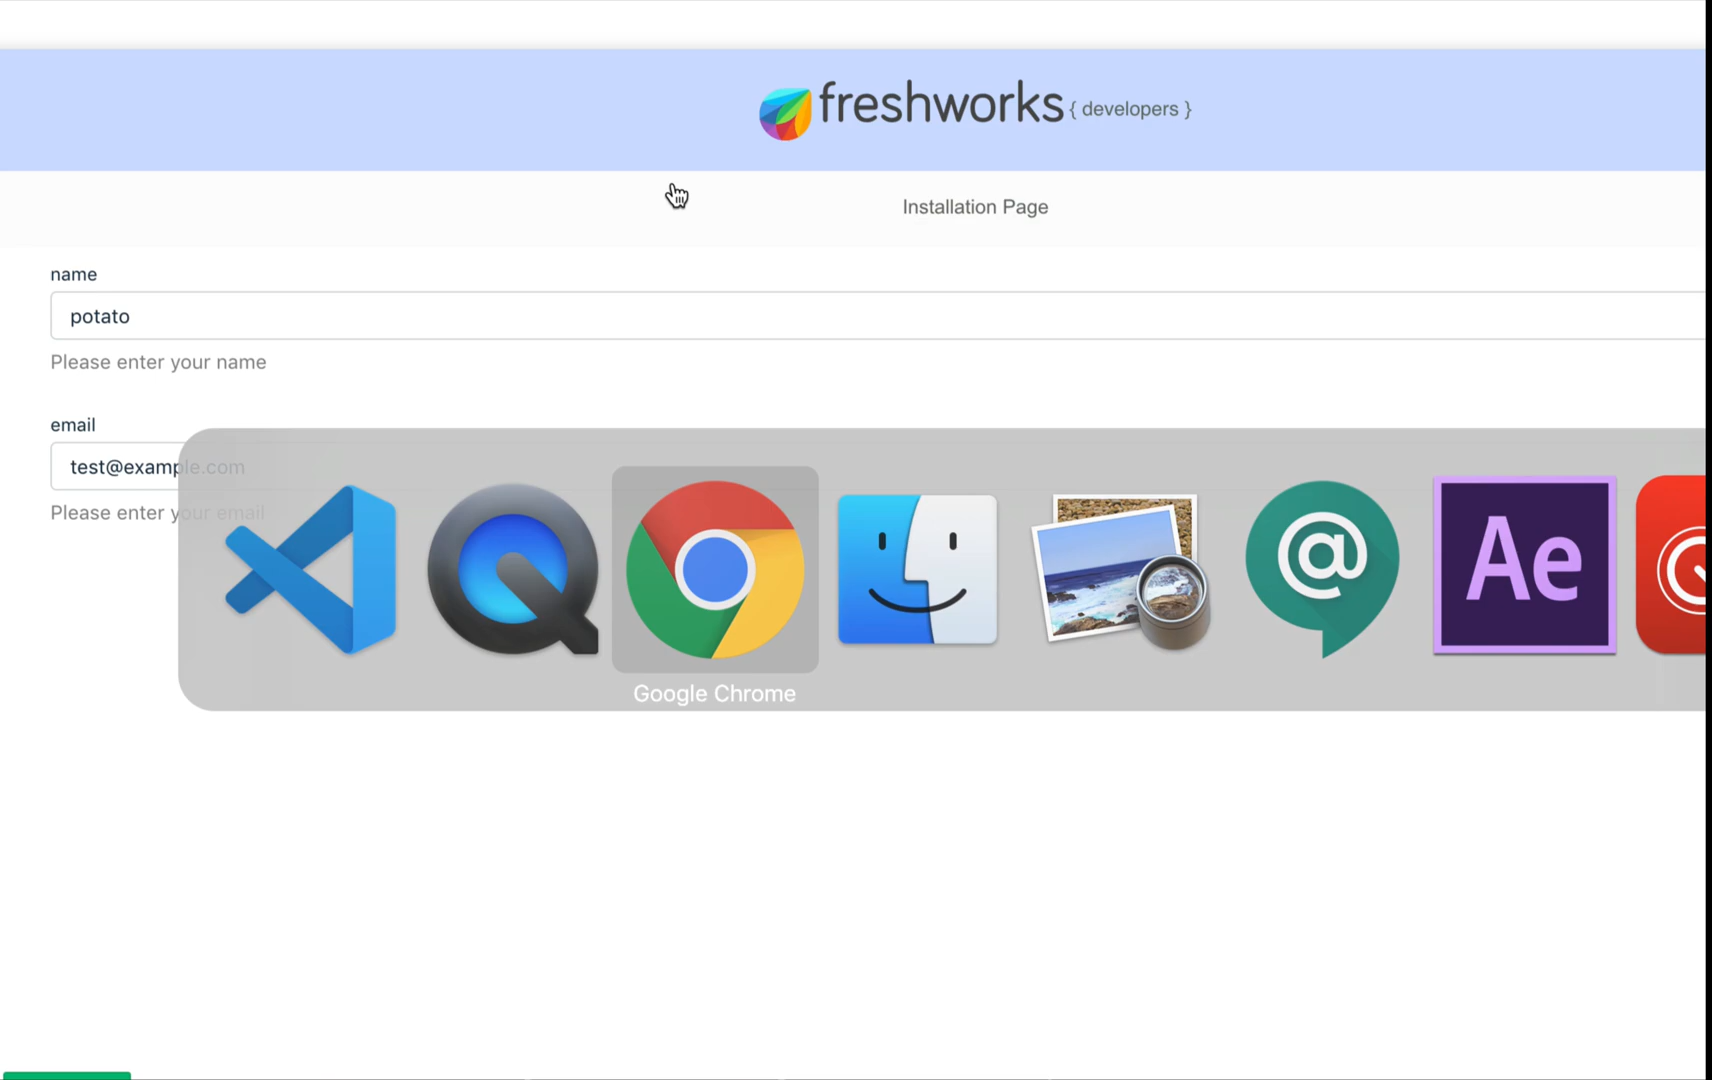 freshworks { developers }
Installation Page
name
potato
Please enter your name
email
test@example.com
Please enter your email
@
Ae
Google Chrome